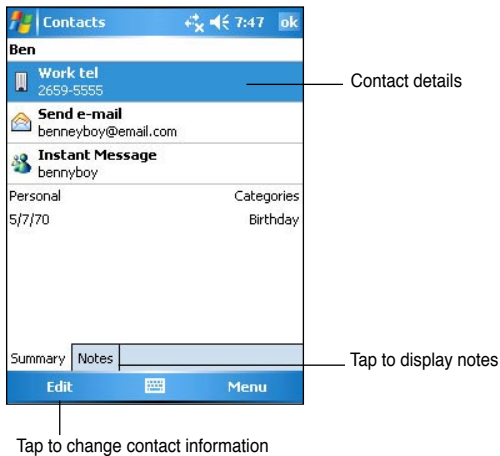 Contacts 7:47 ok
Ben
Work tel
2659-5555
Contact details
Send e-mail
benneyboy@email.com
Instant Message
bennyboy
Personal Categories
5/7/70 Birthday
Summary Notes
Tap to display notes
Edit Menu
Tap to change contact information